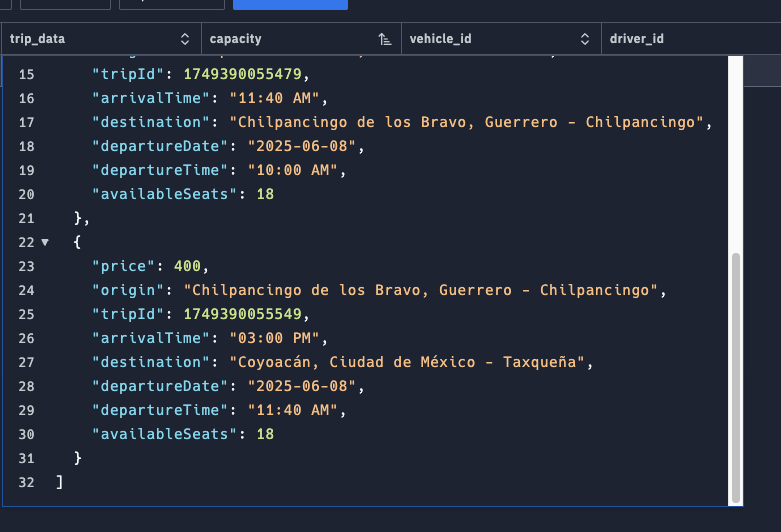 trip_data capacity vehicle_id driver_id
15 "tripId": 1749390055479,
16 "arrivalTime": "11:40 AM",
17 "destination": "Chilpancingo de los Bravo, Guerrero - Chilpancingo",
18 "departureDate": "2025-06-08",
19 "departureTime": "10:00 AM",
20 "availableSeats": 18
21 },
22 {
23 "price": 400,
24 "origin": "Chilpancingo de los Bravo, Guerrero - Chilpancingo",
25 "tripId": 1749390055549,
26 "arrivalTime": "03:00 PM",
27 "destination": "Coyoacán, Ciudad de México - Taxqueña",
28 "departureDate": "2025-06-08",
29 "departureTime": "11:40 AM",
30 "availableSeats": 18
31 }
32 ]